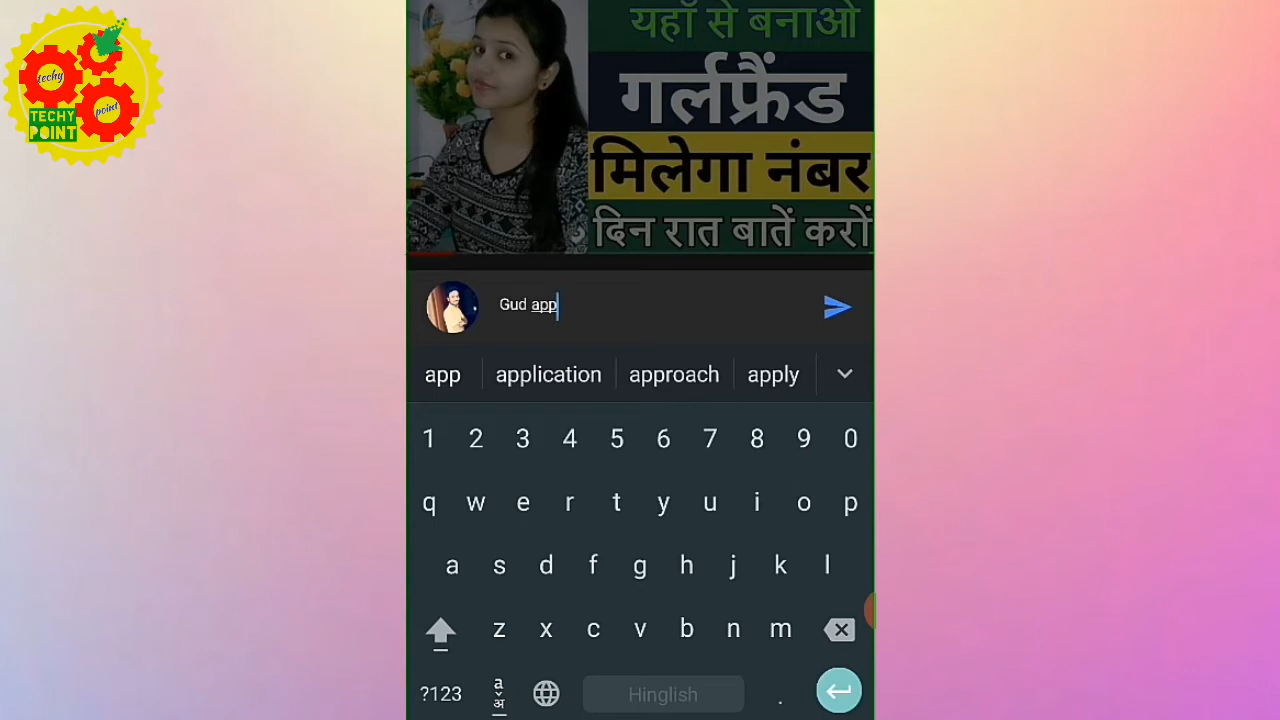 techy
point
TECHY
POINT
यहाँ से बनाओ
गर्लफ्रैंड
मिलेगा नंबर
दिन रात बातें करों
Gud app
app application approach apply
1 2 3 4 5 6 7 8 9 0
q w e r t y u i o p
a s d f g h j k l
z x c v b n m
?123 a अ Hinglish .